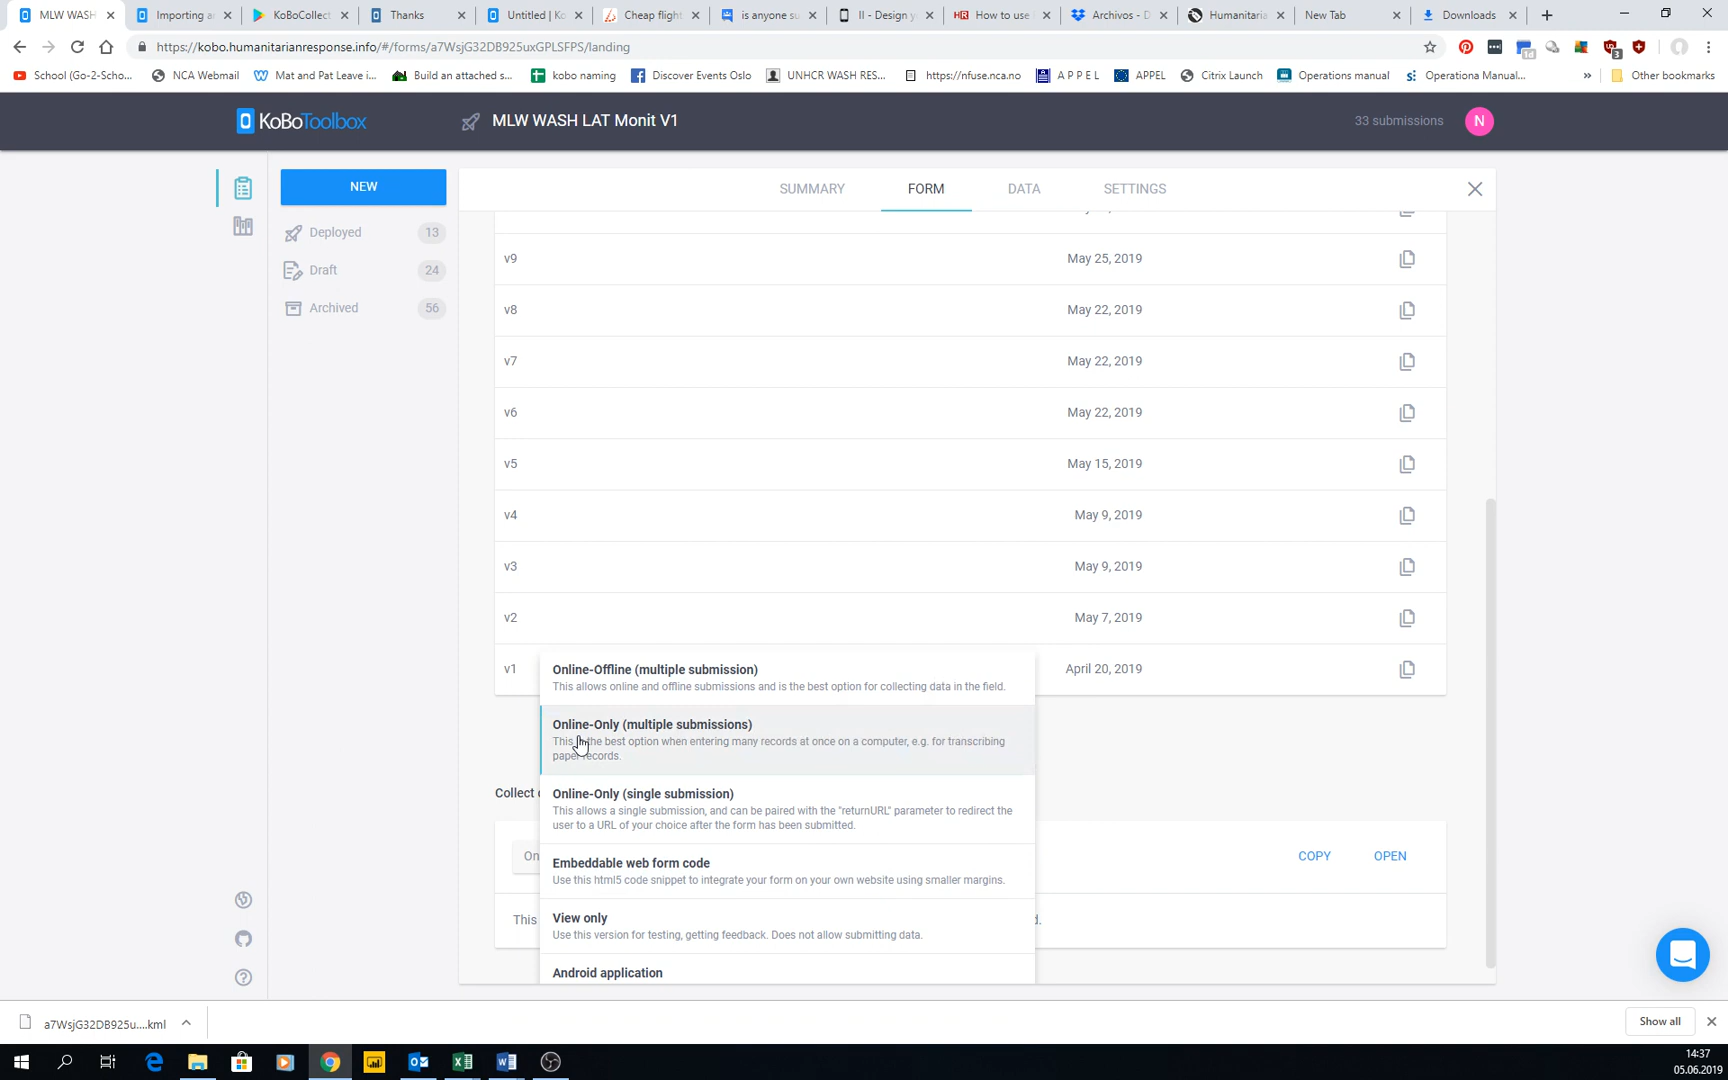 MLW WASH
Importing a
KoBoCollect
Thanks
Untitled | Ko
Cheap flight
is anyone su
II - Design y
How to use
Archivos - D
Humanitaria
New Tab
Downloads
https://kobo.humanitarianresponse.info/#/forms/a7WsjG32DB925uxGPLSFPS/landing
School (Go-2-Scho...
NCA Webmail
Mat and Pat Leave i...
Build an attached s...
kobo naming
Discover Events Oslo
UNHCR WASH RES...
https://nfuse.nca.no
A P P E L
APPEL
Citrix Launch
Operations manual
Operationa Manual...
»
Other bookmarks
KoBoToolbox
MLW WASH LAT Monit V1
33 submissions
N
NEW
SUMMARY
FORM
DATA
SETTINGS
Deployed
13
Draft
24
Archived
56
v9
May 25, 2019
v8
May 22, 2019
v7
May 22, 2019
v6
May 22, 2019
v5
May 15, 2019
v4
May 9, 2019
v3
May 9, 2019
v2
May 7, 2019
v1
April 20, 2019
Online-Offline (multiple submission)
This allows online and offline submissions and is the best option for collecting data in the field.
Online-Only (multiple submissions)
This is the best option when entering many records at once on a computer, e.g. for transcribing
paper records.
Collect
Online-Only (single submission)
This allows a single submission, and can be paired with the "returnURL" parameter to redirect the
user to a URL of your choice after the form has been submitted.
On
COPY
OPEN
Embeddable web form code
Use this html5 code snippet to integrate your form on your own website using smaller margins.
This
d.
View only
Use this version for testing, getting feedback. Does not allow submitting data.
Android application
a7WsjG32DB925u....kml
Show all
14:37
05.06.2019